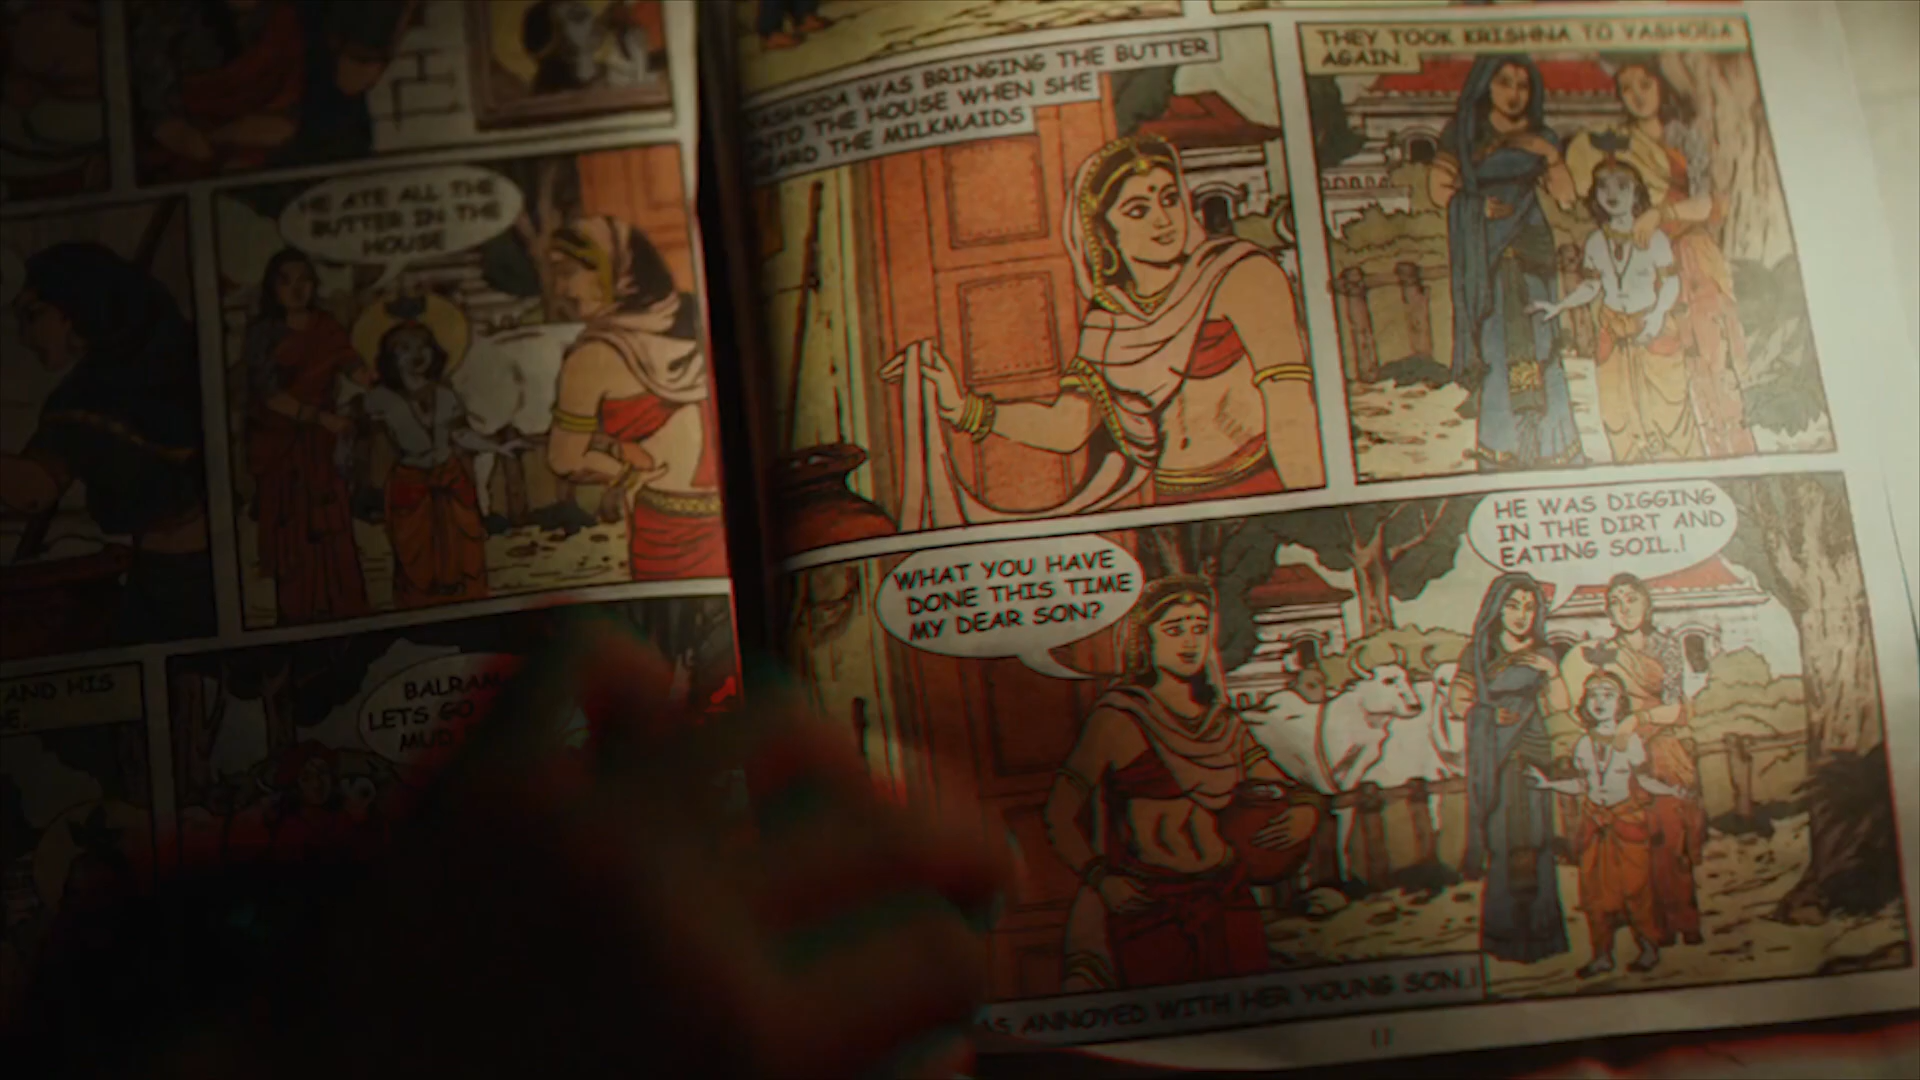 HE ATE ALL THE
BUTTER IN THE
HOUSE
AND HIS
BALRAM
LETS GO
MUD
YASHODA WAS BRINGING THE BUTTER
INTO THE HOUSE WHEN SHE
HEARD THE MILKMAIDS
THEY TOOK KRISHNA TO YASHODA
AGAIN.
WHAT YOU HAVE
DONE THIS TIME
MY DEAR SON?
HE WAS DIGGING
IN THE DIRT AND
EATING SOIL.!
ANNOYED WITH HER YOUNG SON.!